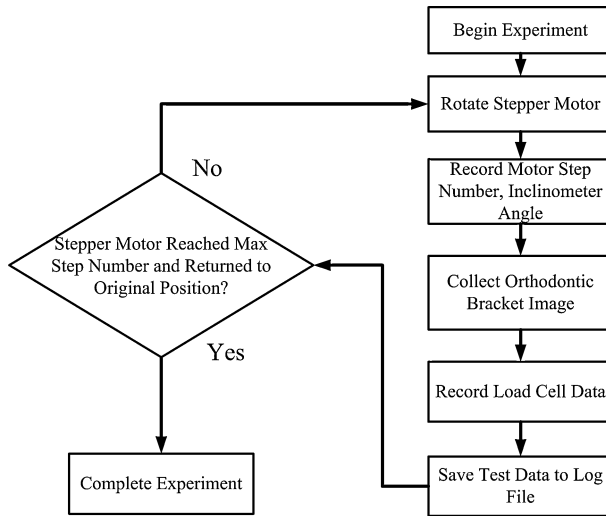 Begin Experiment
Rotate Stepper Motor
Record Motor Step
Number, Inclinometer
Angle
Collect Orthodontic
Bracket Image
Record Load Cell Data
Save Test Data to Log
File
No
Stepper Motor Reached Max
Step Number and Returned to
Original Position?
Yes
Complete Experiment